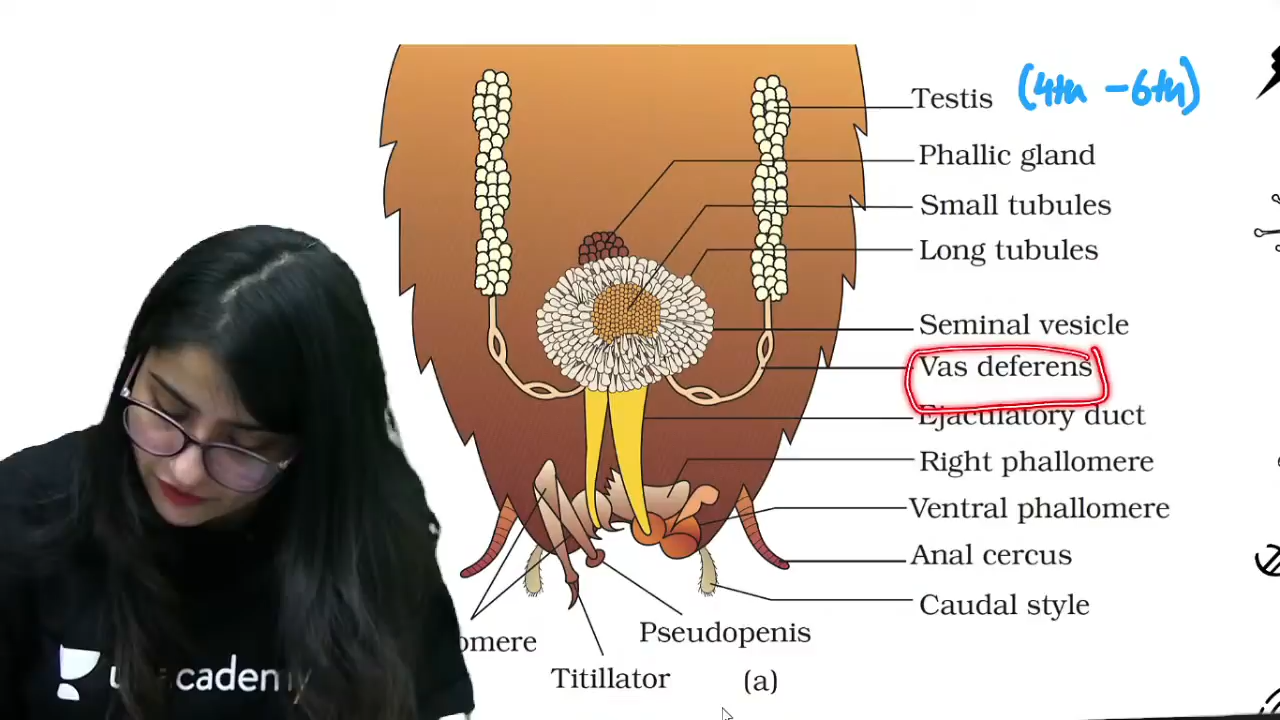 Testis (4th - 6th)
Phallic gland
Small tubules
Long tubules
Seminal vesicle
Vas deferens
Ejaculatory duct
Right phallomere
Ventral phallomere
Anal cercus
Caudal style
omere
Pseudopenis
Titillator
(a)